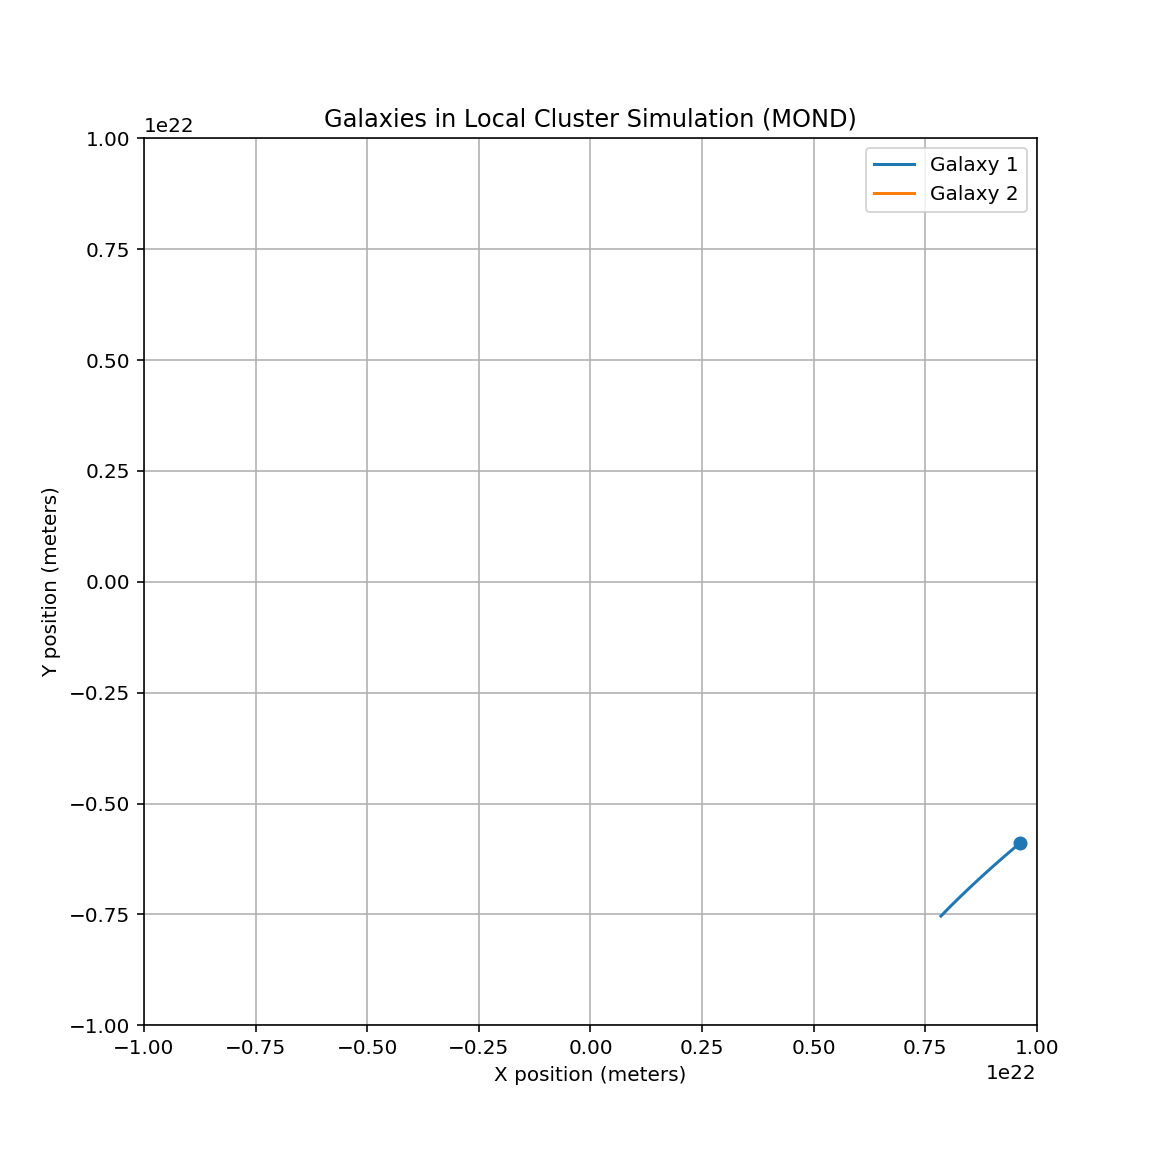 Galaxies in Local Cluster Simulation (MOND)
1e22
Galaxy 1
Galaxy 2
1.00
0.75
0.50
0.25
0.00
−0.25
−0.50
−0.75
−1.00
Y position (meters)
−1.00 −0.75 −0.50 −0.25 0.00 0.25 0.50 0.75 1.00
X position (meters)
1e22